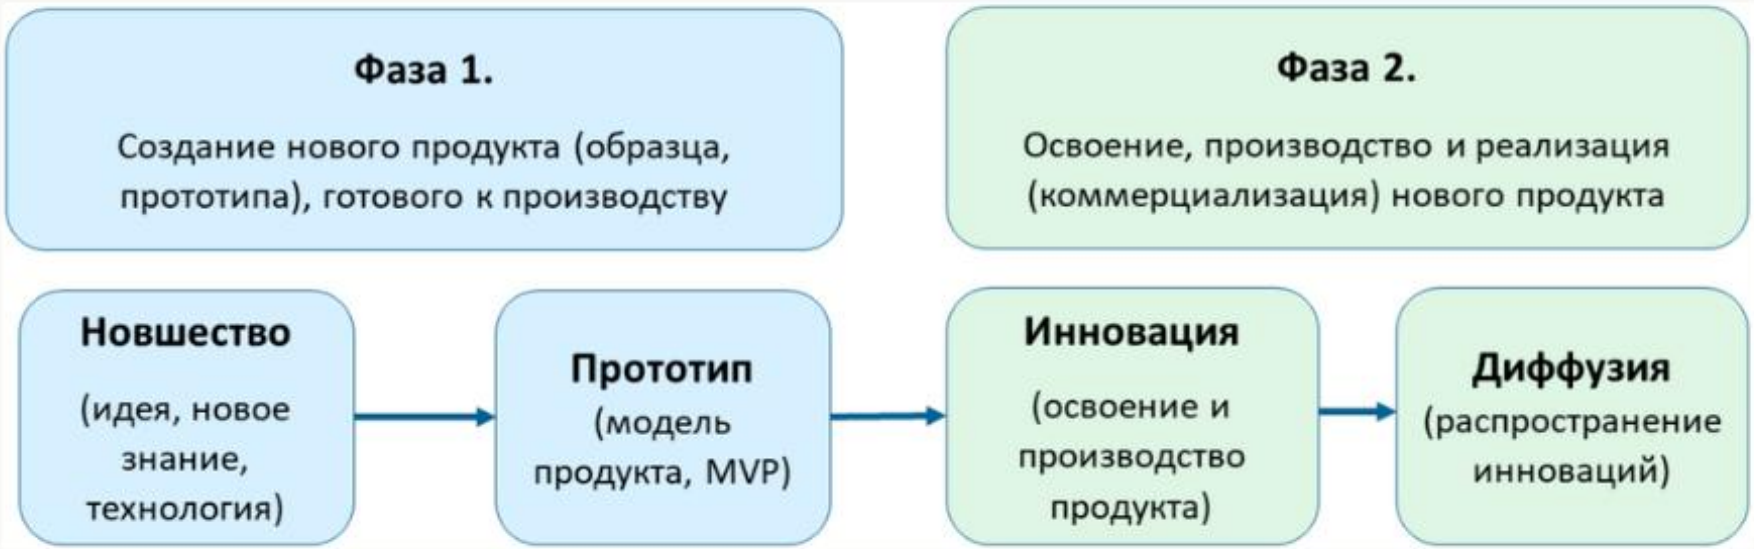 Фаза 1.
Создание нового продукта (образца,
прототипа), готового к производству
Фаза 2.
Освоение, производство и реализация
(коммерциализация) нового продукта
Новшество
(идея, новое
знание,
технология)
Прототип
(модель
продукта, MVP)
Инновация
(освоение и
производство
продукта)
Диффузия
(распространение
инноваций)